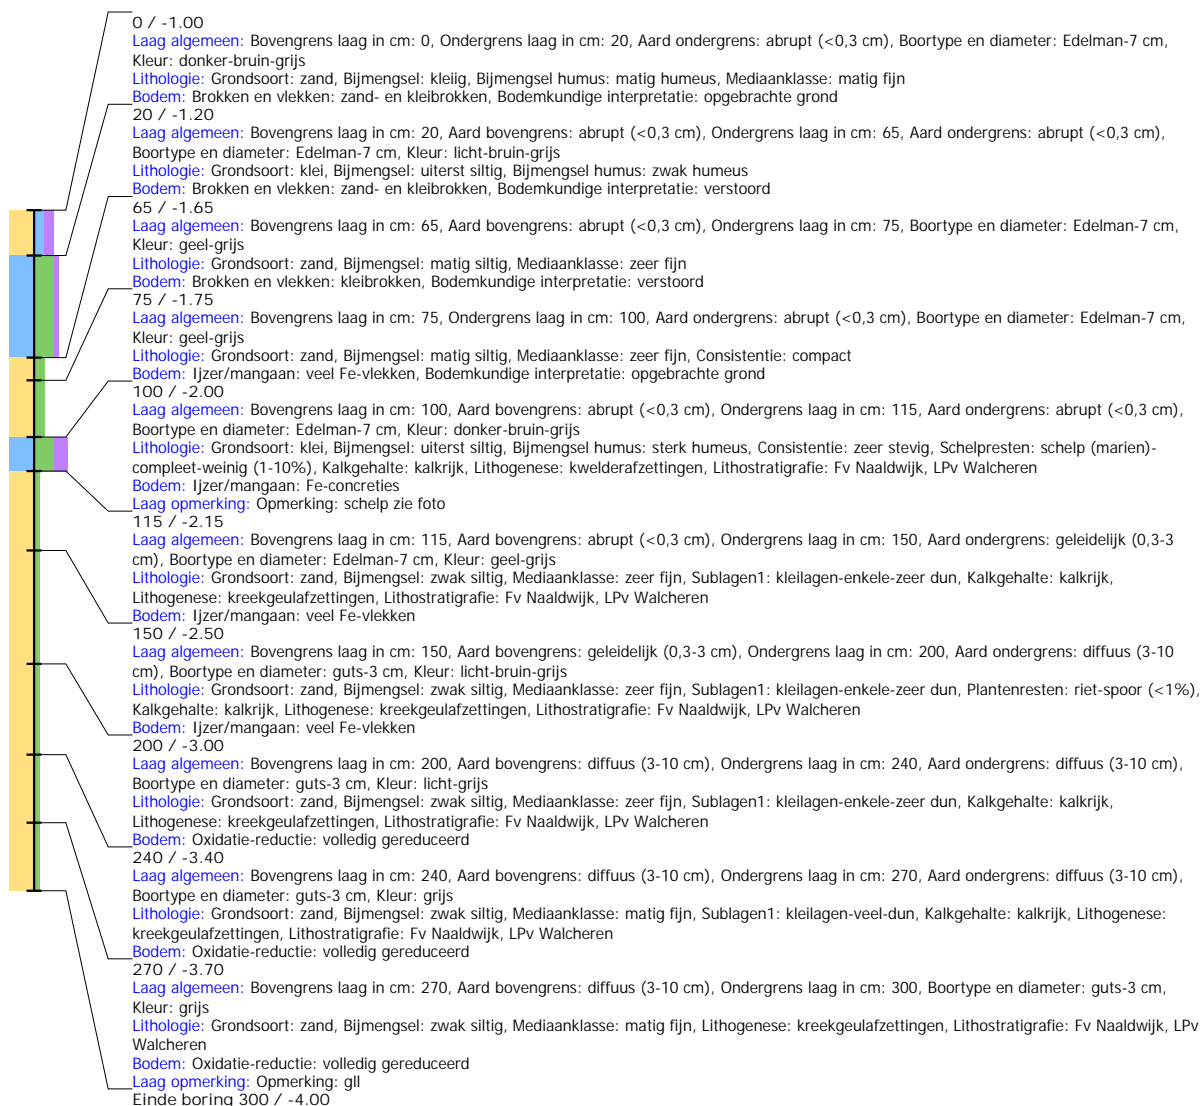 0 / -1.00
Laag algemeen: Bovengrens laag in cm: 0, Ondergrens laag in cm: 20, Aard ondergrens: abrupt (<0,3 cm), Boortype en diameter: Edelman-7 cm,
Kleur: donker-bruin-grijs
Lithologie: Grondsoort: zand, Bijmengsel: kleiïg, Bijmengsel humus: matig humeus, Mediaanklasse: matig fijn
Bodem: Brokken en vlekken: zand- en kleibrokken, Bodemkundige interpretatie: opgebrachte grond
20 / -1.20
Laag algemeen: Bovengrens laag in cm: 20, Aard bovengrens: abrupt (<0,3 cm), Ondergrens laag in cm: 65, Aard ondergrens: abrupt (<0,3 cm),
Boortype en diameter: Edelman-7 cm, Kleur: licht-bruin-grijs
Lithologie: Grondsoort: klei, Bijmengsel: uiterst siltig, Bijmengsel humus: zwak humeus
Bodem: Brokken en vlekken: zand- en kleibrokken, Bodemkundige interpretatie: verstoord
65 / -1.65
Laag algemeen: Bovengrens laag in cm: 65, Aard bovengrens: abrupt (<0,3 cm), Ondergrens laag in cm: 75, Boortype en diameter: Edelman-7 cm,
Kleur: geel-grijs
Lithologie: Grondsoort: zand, Bijmengsel: matig siltig, Mediaanklasse: zeer fijn
Bodem: Brokken en vlekken: kleibrokken, Bodemkundige interpretatie: verstoord
75 / -1.75
Laag algemeen: Bovengrens laag in cm: 75, Ondergrens laag in cm: 100, Aard ondergrens: abrupt (<0,3 cm), Boortype en diameter: Edelman-7 cm,
Kleur: geel-grijs
Lithologie: Grondsoort: zand, Bijmengsel: matig siltig, Mediaanklasse: zeer fijn, Consistentie: compact
Bodem: Ijzer/mangaan: veel Fe-vlekken, Bodemkundige interpretatie: opgebrachte grond
100 / -2.00
Laag algemeen: Bovengrens laag in cm: 100, Aard bovengrens: abrupt (<0,3 cm), Ondergrens laag in cm: 115, Aard ondergrens: abrupt (<0,3 cm),
Boortype en diameter: Edelman-7 cm, Kleur: donker-bruin-grijs
Lithologie: Grondsoort: klei, Bijmengsel: uiterst siltig, Bijmengsel humus: sterk humeus, Consistentie: zeer stevig, Schelpresten: schelp (marien)-
compleet-weinig (1-10%), Kalkgehalte: kalkrijk, Lithogenese: kwelderafzettingen, Lithostratigrafie: Fv Naaldwijk, LPv Walcheren
Bodem: Ijzer/mangaan: Fe-concreties
Laag opmerking: Opmerking: schelp zie foto
115 / -2.15
Laag algemeen: Bovengrens laag in cm: 115, Aard bovengrens: abrupt (<0,3 cm), Ondergrens laag in cm: 150, Aard ondergrens: geleidelijk (0,3-3
cm), Boortype en diameter: Edelman-7 cm, Kleur: geel-grijs
Lithologie: Grondsoort: zand, Bijmengsel: zwak siltig, Mediaanklasse: zeer fijn, Sublagen1: kleilagen-enkele-zeer dun, Kalkgehalte: kalkrijk,
Lithogenese: kreekgeulafzettingen, Lithostratigrafie: Fv Naaldwijk, LPv Walcheren
Bodem: Ijzer/mangaan: veel Fe-vlekken
150 / -2.50
Laag algemeen: Bovengrens laag in cm: 150, Aard bovengrens: geleidelijk (0,3-3 cm), Ondergrens laag in cm: 200, Aard ondergrens: diffuus (3-10
cm), Boortype en diameter: guts-3 cm, Kleur: licht-bruin-grijs
Lithologie: Grondsoort: zand, Bijmengsel: zwak siltig, Mediaanklasse: zeer fijn, Sublagen1: kleilagen-enkele-zeer dun, Plantenresten: riet-spoor (<1%),
Kalkgehalte: kalkrijk, Lithogenese: kreekgeulafzettingen, Lithostratigrafie: Fv Naaldwijk, LPv Walcheren
Bodem: Ijzer/mangaan: veel Fe-vlekken
200 / -3.00
Laag algemeen: Bovengrens laag in cm: 200, Aard bovengrens: diffuus (3-10 cm), Ondergrens laag in cm: 240, Aard ondergrens: diffuus (3-10 cm),
Boortype en diameter: guts-3 cm, Kleur: licht-grijs
Lithologie: Grondsoort: zand, Bijmengsel: zwak siltig, Mediaanklasse: zeer fijn, Sublagen1: kleilagen-enkele-zeer dun, Kalkgehalte: kalkrijk,
Lithogenese: kreekgeulafzettingen, Lithostratigrafie: Fv Naaldwijk, LPv Walcheren
Bodem: Oxidatie-reductie: volledig gereduceerd
240 / -3.40
Laag algemeen: Bovengrens laag in cm: 240, Aard bovengrens: diffuus (3-10 cm), Ondergrens laag in cm: 270, Aard ondergrens: diffuus (3-10 cm),
Boortype en diameter: guts-3 cm, Kleur: grijs
Lithologie: Grondsoort: zand, Bijmengsel: zwak siltig, Mediaanklasse: matig fijn, Sublagen1: kleilagen-veel-dun, Kalkgehalte: kalkrijk, Lithogenese:
kreekgeulafzettingen, Lithostratigrafie: Fv Naaldwijk, LPv Walcheren
Bodem: Oxidatie-reductie: volledig gereduceerd
270 / -3.70
Laag algemeen: Bovengrens laag in cm: 270, Aard bovengrens: diffuus (3-10 cm), Ondergrens laag in cm: 300, Boortype en diameter: guts-3 cm,
Kleur: grijs
Lithologie: Grondsoort: zand, Bijmengsel: zwak siltig, Mediaanklasse: matig fijn, Lithogenese: kreekgeulafzettingen, Lithostratigrafie: Fv Naaldwijk, LPv
Walcheren
Bodem: Oxidatie-reductie: volledig gereduceerd
Laag opmerking: Opmerking: gll
Einde boring 300 / -4.00